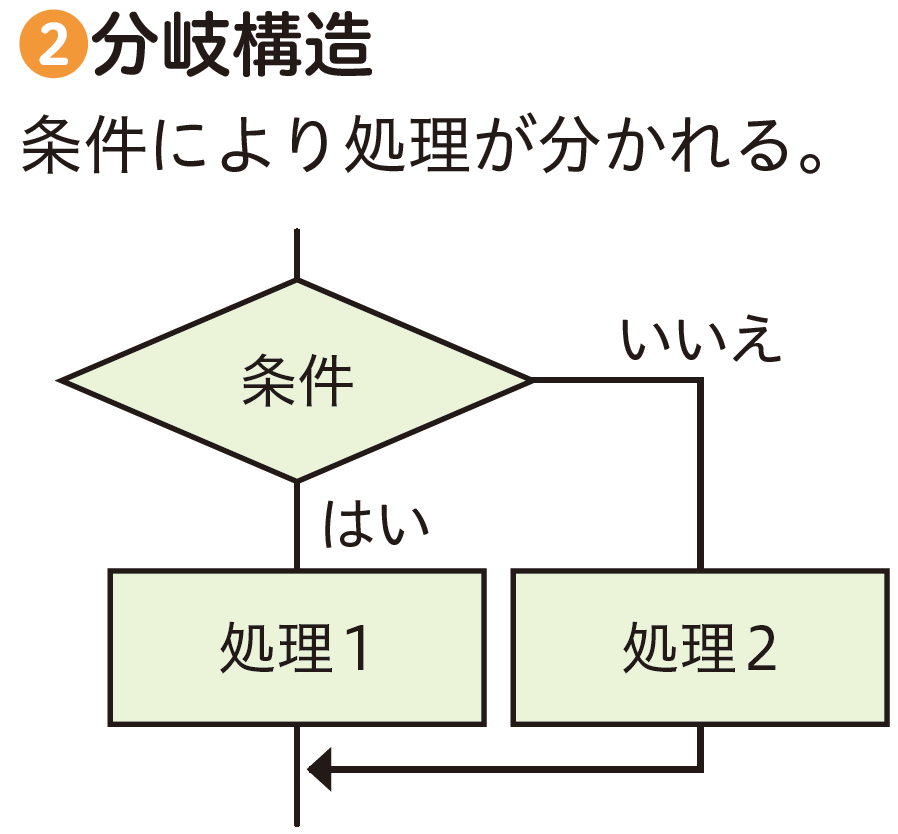 ❷分岐構造
条件により処理が分かれる。
いいえ
条件
はい
処理1
処理2